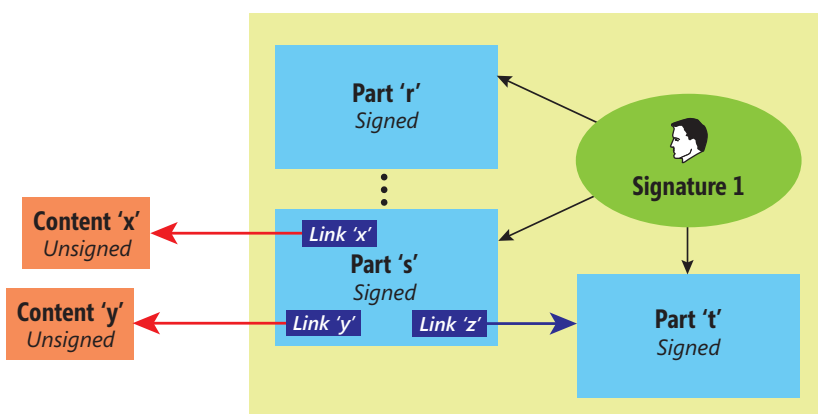 Part ‘r’
Signed
Signature 1
Content ‘x’
Unsigned
Link ‘x’
Part ‘s’
Signed
Content ‘y’
Unsigned
Link ‘y’
Link ‘z’
Part ‘t’
Signed